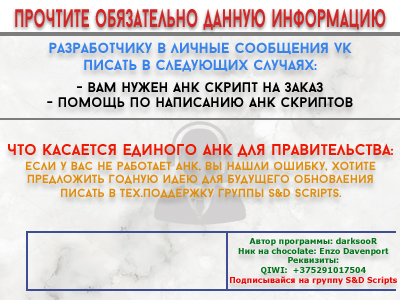 ПРОЧТИТЕ ОБЯЗАТЕЛЬНО ДАННУЮ ИНФОРМАЦИЮ
РАЗРАБОТЧИКУ В ЛИЧНЫЕ СООБЩЕНИЯ VK
ПИСАТЬ В СЛЕДУЮЩИХ СЛУЧАЯХ:
- ВАМ НУЖЕН АНК СКРИПТ НА ЗАКАЗ
- ПОМОЩЬ ПО НАПИСАНИЮ АНК СКРИПТОВ
ЧТО КАСАЕТСЯ ЕДИНОГО АНК ДЛЯ ПРАВИТЕЛЬСТВА:
ЕСЛИ У ВАС НЕ РАБОТАЕТ АНК, ВЫ НАШЛИ ОШИБКУ, ХОТИТЕ
ПРЕДЛОЖИТЬ ГОДНУЮ ИДЕЮ ДЛЯ БУДУЩЕГО ОБНОВЛЕНИЯ
ПИСАТЬ В ТЕХ.ПОДДЕРЖКУ ГРУППЫ S&D SCRIPTS.
Автор программы: darksooR
Ник на chocolate: Enzo Davenport
Реквизиты:
QIWI: +375291017504
Подписывайся на группу S&D Scripts